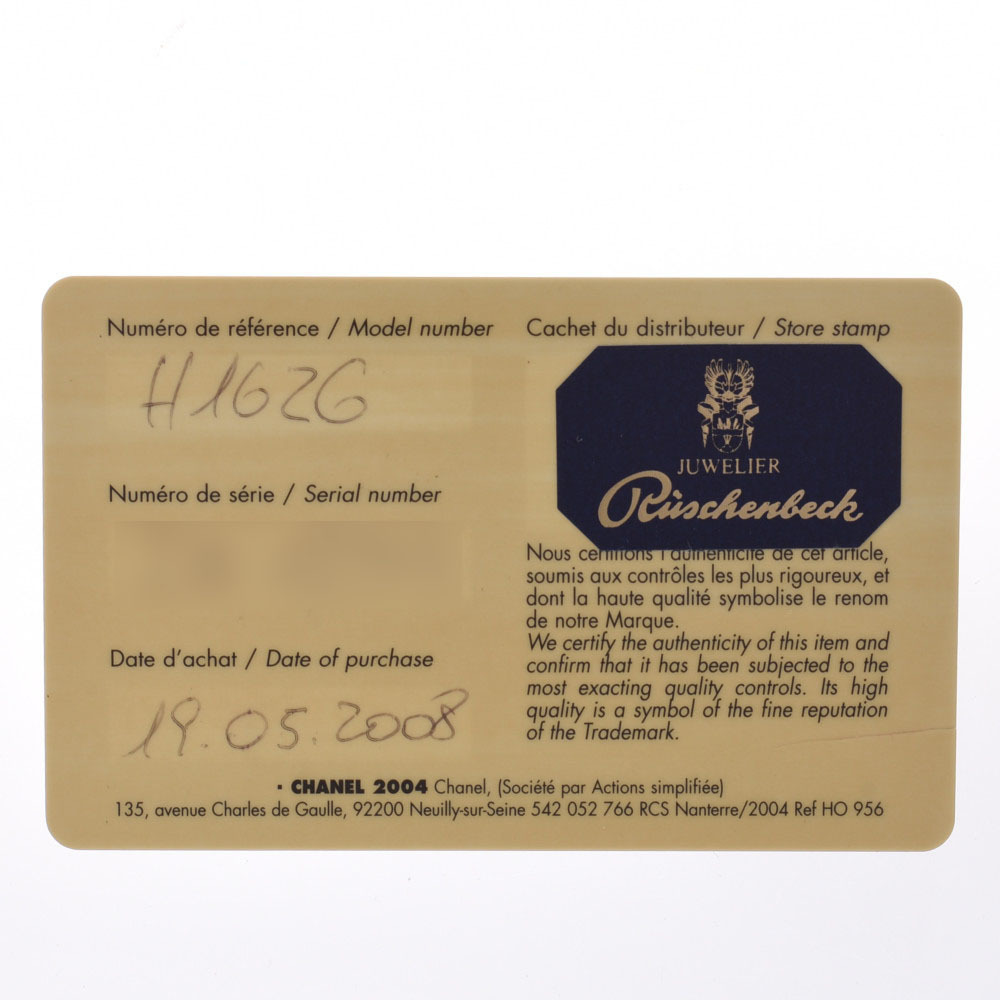 Numéro de référence / Model number
H1626
Numéro de série / Serial number
Date d'achat / Date of purchase
19.05.2008
Cachet du distributeur / Store stamp
JUWELIER
Rüschenbeck
Nous certifions l'authenticité de cet article,
soumis aux contrôles les plus rigoureux, et
dont la haute qualité symbolise le renom
de notre Marque.
We certify the authenticity of this item and
confirm that it has been subjected to the
most exacting quality controls. Its high
quality is a symbol of the fine reputation
of the Trademark.
· CHANEL 2004 Chanel, (Société par Actions simplifiée)
135, avenue Charles de Gaulle, 92200 Neuilly-sur-Seine 542 052 766 RCS Nanterre/2004 Ref HO 956